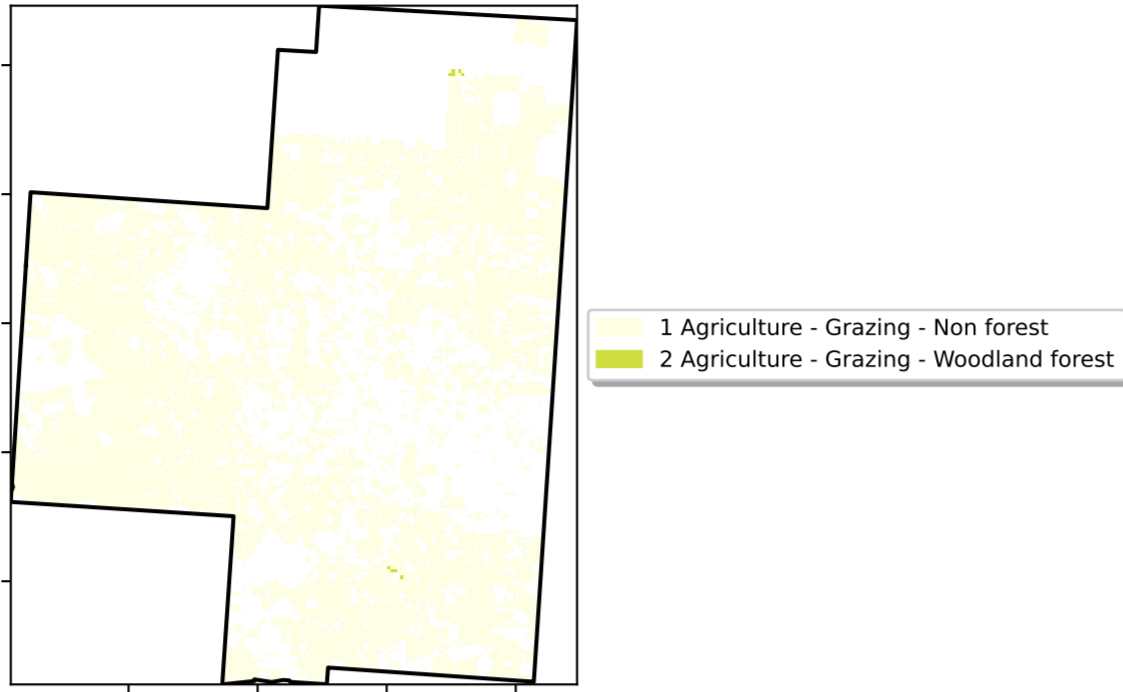 1 Agriculture - Grazing - Non forest
2 Agriculture - Grazing - Woodland forest